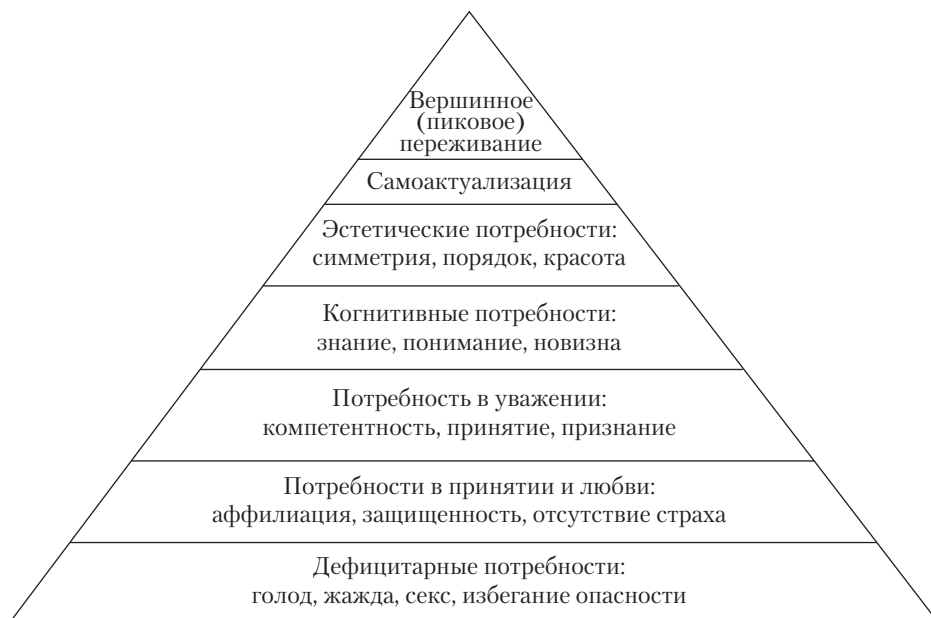 Вершинное
(пиковое)
переживание
Самоактуализация
Эстетические потребности:
симметрия, порядок, красота
Когнитивные потребности:
знание, понимание, новизна
Потребность в уважении:
компетентность, принятие, признание
Потребности в принятии и любви:
аффилиация, защищенность, отсутствие страха
Дефицитарные потребности:
голод, жажда, секс, избегание опасности